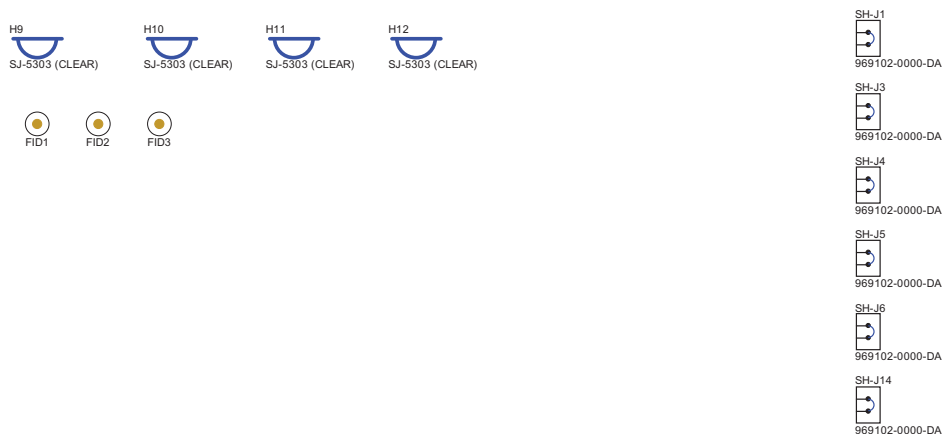 H9
SJ-5303 (CLEAR)
H10
SJ-5303 (CLEAR)
H11
SJ-5303 (CLEAR)
H12
SJ-5303 (CLEAR)
FID1
FID2
FID3
SH-J1
969102-0000-DA
SH-J3
969102-0000-DA
SH-J4
969102-0000-DA
SH-J5
969102-0000-DA
SH-J6
969102-0000-DA
SH-J14
969102-0000-DA